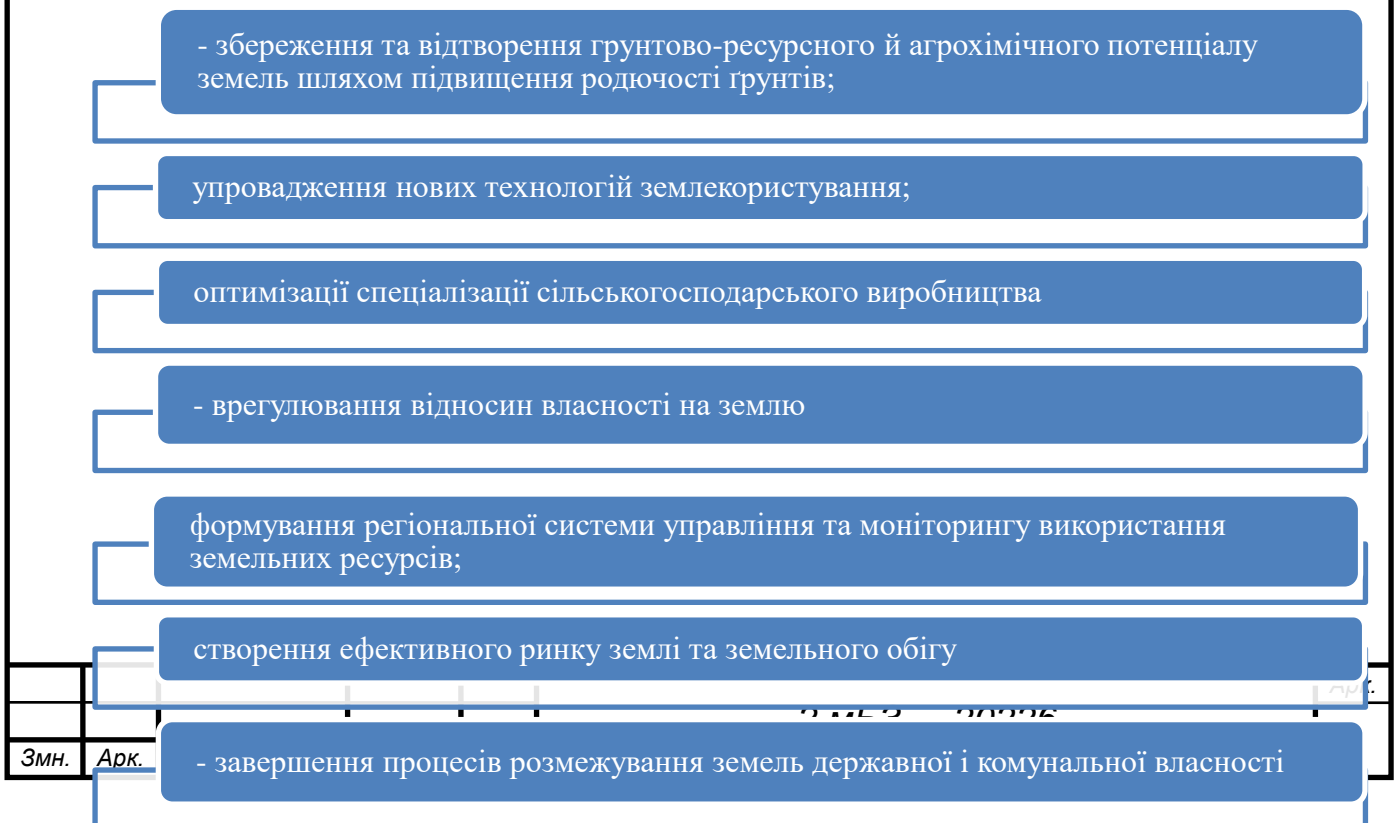 - збереження та відтворення грунтово-ресурсного й агрохімічного потенціалу
земель шляхом підвищення родючості ґрунтів;
упровадження нових технологій землекористування;
оптимізації спеціалізації сільськогосподарського виробництва
- врегулювання відносин власності на землю
формування регіональної системи управління та моніторингу використання
земельних ресурсів;
створення ефективного ринку землі та земельного обігу
Арк.
Змн. Арк.
- завершення процесів розмежування земель державної і комунальної власності